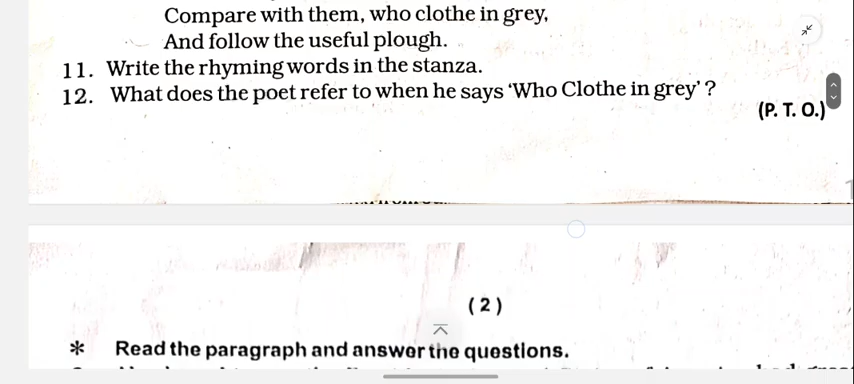 Compare with them, who clothe in grey,
And follow the useful plough.
11. Write the rhyming words in the stanza.
12. What does the poet refer to when he says ‘Who Clothe in grey’ ?
(P. T. O.)
( 2 )
* Read the paragraph and answer the questions.